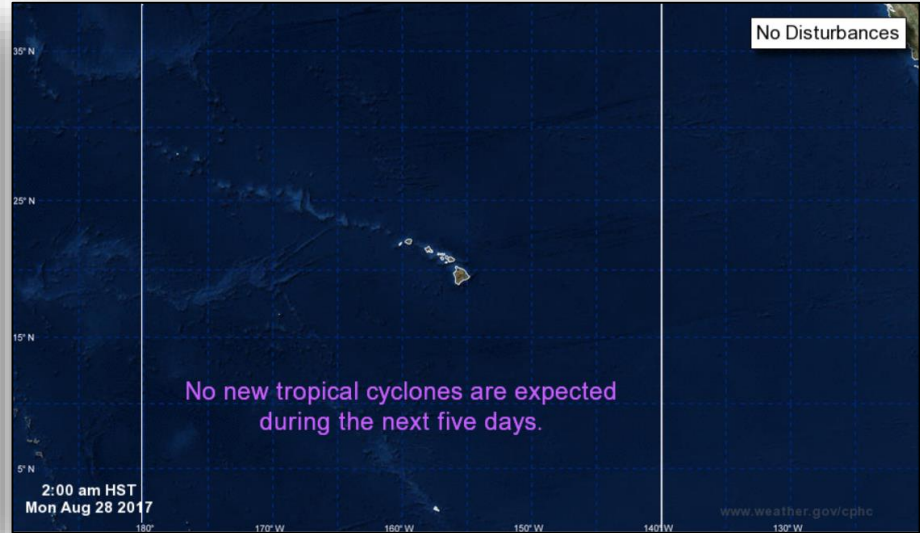 No Disturbances
35° N
25° N
15° N
No new tropical cyclones are expected
during the next five days.
5° N
2:00 am HST
Mon Aug 28 2017
www.weather.gov/cphc
180° 170° W 160° W 150° W 140° W 130° W